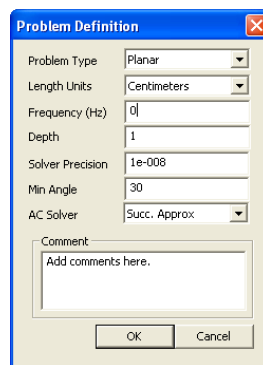 Problem Definition
Problem Type Planar
Length Units Centimeters
Frequency (Hz) 0
Depth 1
Solver Precision 1e-008
Min Angle 30
AC Solver Succ. Approx
Comment
Add comments here.
OK Cancel